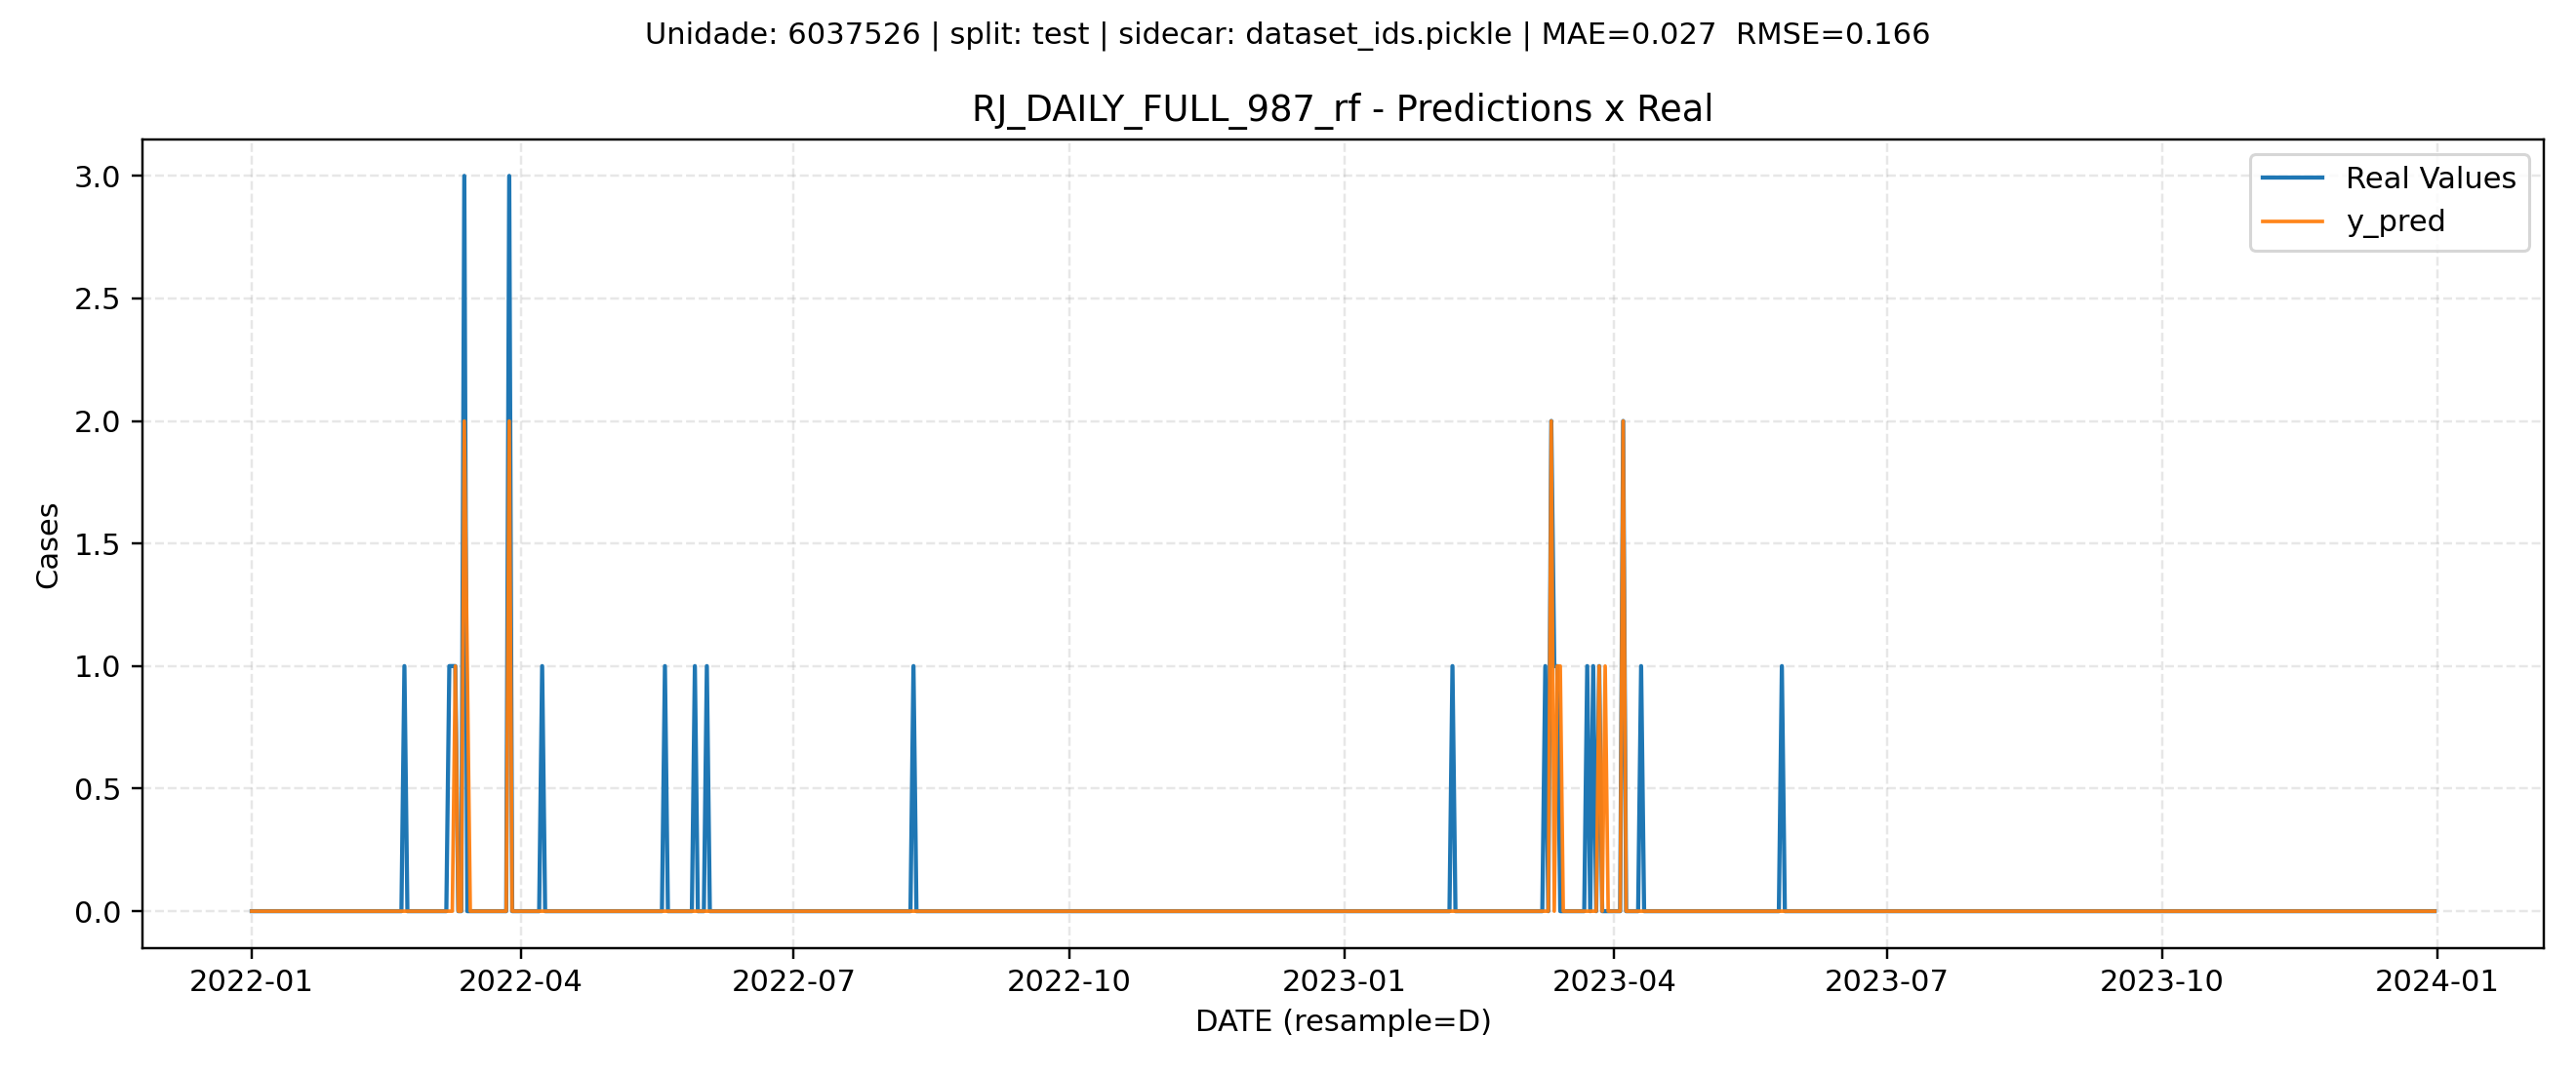 Unidade: 6037526 | split: test | sidecar: dataset_ids.pickle | MAE=0.027  RMSE=0.166
RJ_DAILY_FULL_987_rf - Predictions x Real
Real Values
y_pred
3.0
2.5
2.0
1.5
1.0
0.5
0.0
Cases
2022-01 2022-04 2022-07 2022-10 2023-01 2023-04 2023-07 2023-10 2024-01
DATE (resample=D)